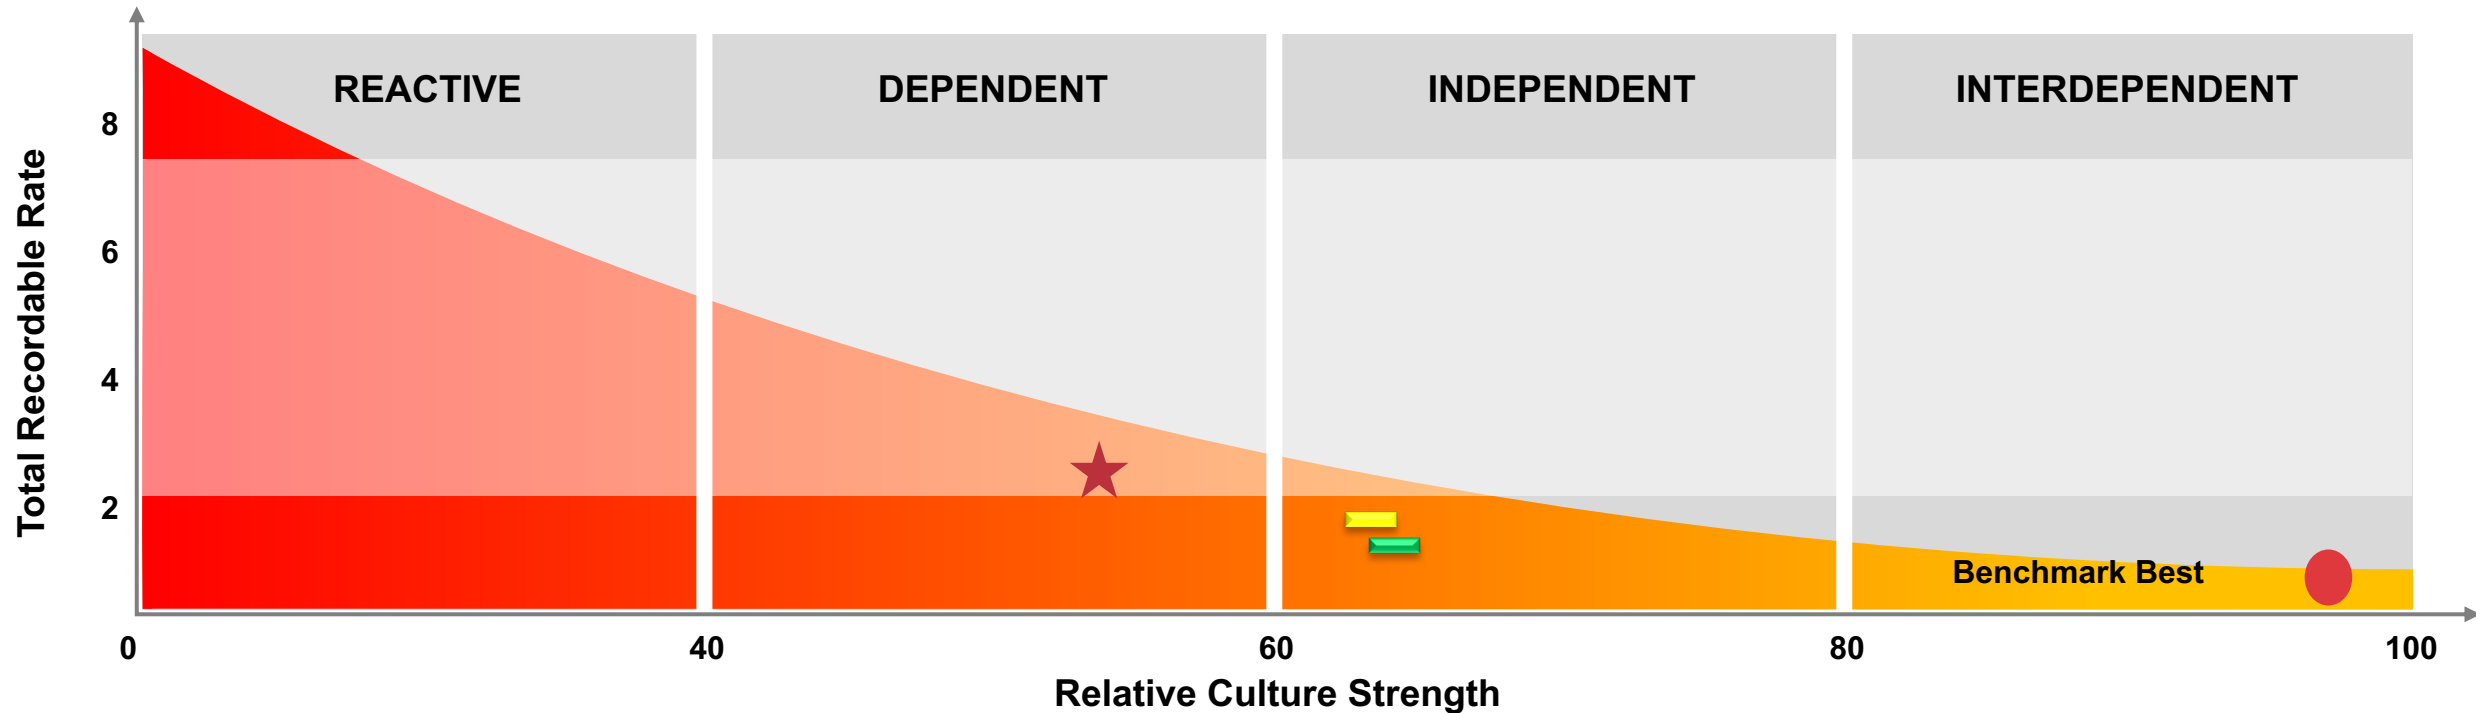 REACTIVE
DEPENDENT
INDEPENDENT
INTERDEPENDENT
Total Recordable Rate
8
6
4
2
Benchmark Best
0
40
60
80
100
Relative Culture Strength